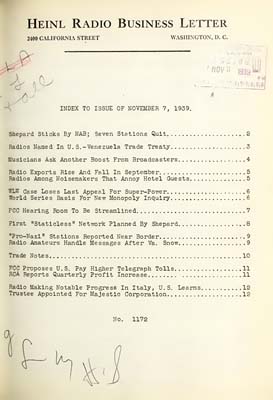 HEINL RADIO BUSINESS LETTER
2400 CALIFORNIA STREET WASHINGTON, D. C.
INDEX TO ISSUE OF NOVEMBER 7, 1939.
Shepard Sticks By NAB; Seven Stations Quit....................2
Radios Named In U.S.-Venezuela Trade Treaty...................3
Musicians Ask Another Boost From Broadcasters.................4
Radio Exports Rise And Fall In September......................5
Radios Among Noisemakers That Annoy Hotel Guests..............5
WLW Case Loses Last Appeal For Super-Power....................6
World Series Basis For New Monopoly Inquiry...................6
FCC Hearing Room To Be Streamlined............................7
First "Staticless" Network Planned By Shepard.................8
"Pro-Nazi" Stations Reported Near Border......................9
Radio Amateurs Handle Messages After Va. Snow.................9
Trade Notes..................................................10
FCC Proposes U.S. Pay Higher Telegraph Tolls.................11
RCA Reports Quarterly Profit Increase........................11
Radio Making Notable Progress In Italy, U.S. Learns..........12
Trustee Appointed For Majestic Corporation...................12
No. 1172